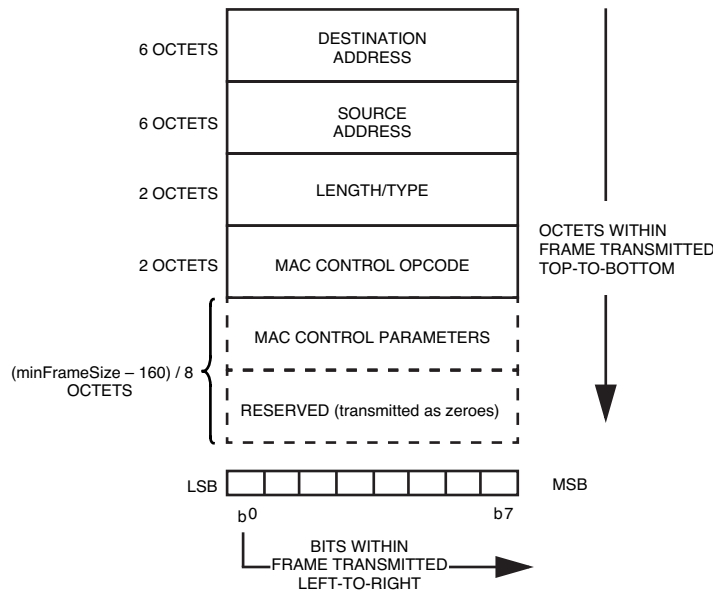 6 OCTETS
DESTINATION
ADDRESS
6 OCTETS
SOURCE
ADDRESS
2 OCTETS
LENGTH/TYPE
2 OCTETS
MAC CONTROL OPCODE
OCTETS WITHIN
FRAME TRANSMITTED
TOP-TO-BOTTOM
(minFrameSize – 160) / 8
OCTETS
MAC CONTROL PARAMETERS
RESERVED (transmitted as zeroes)
LSB
MSB
b0
b7
BITS WITHIN
FRAME TRANSMITTED
LEFT-TO-RIGHT